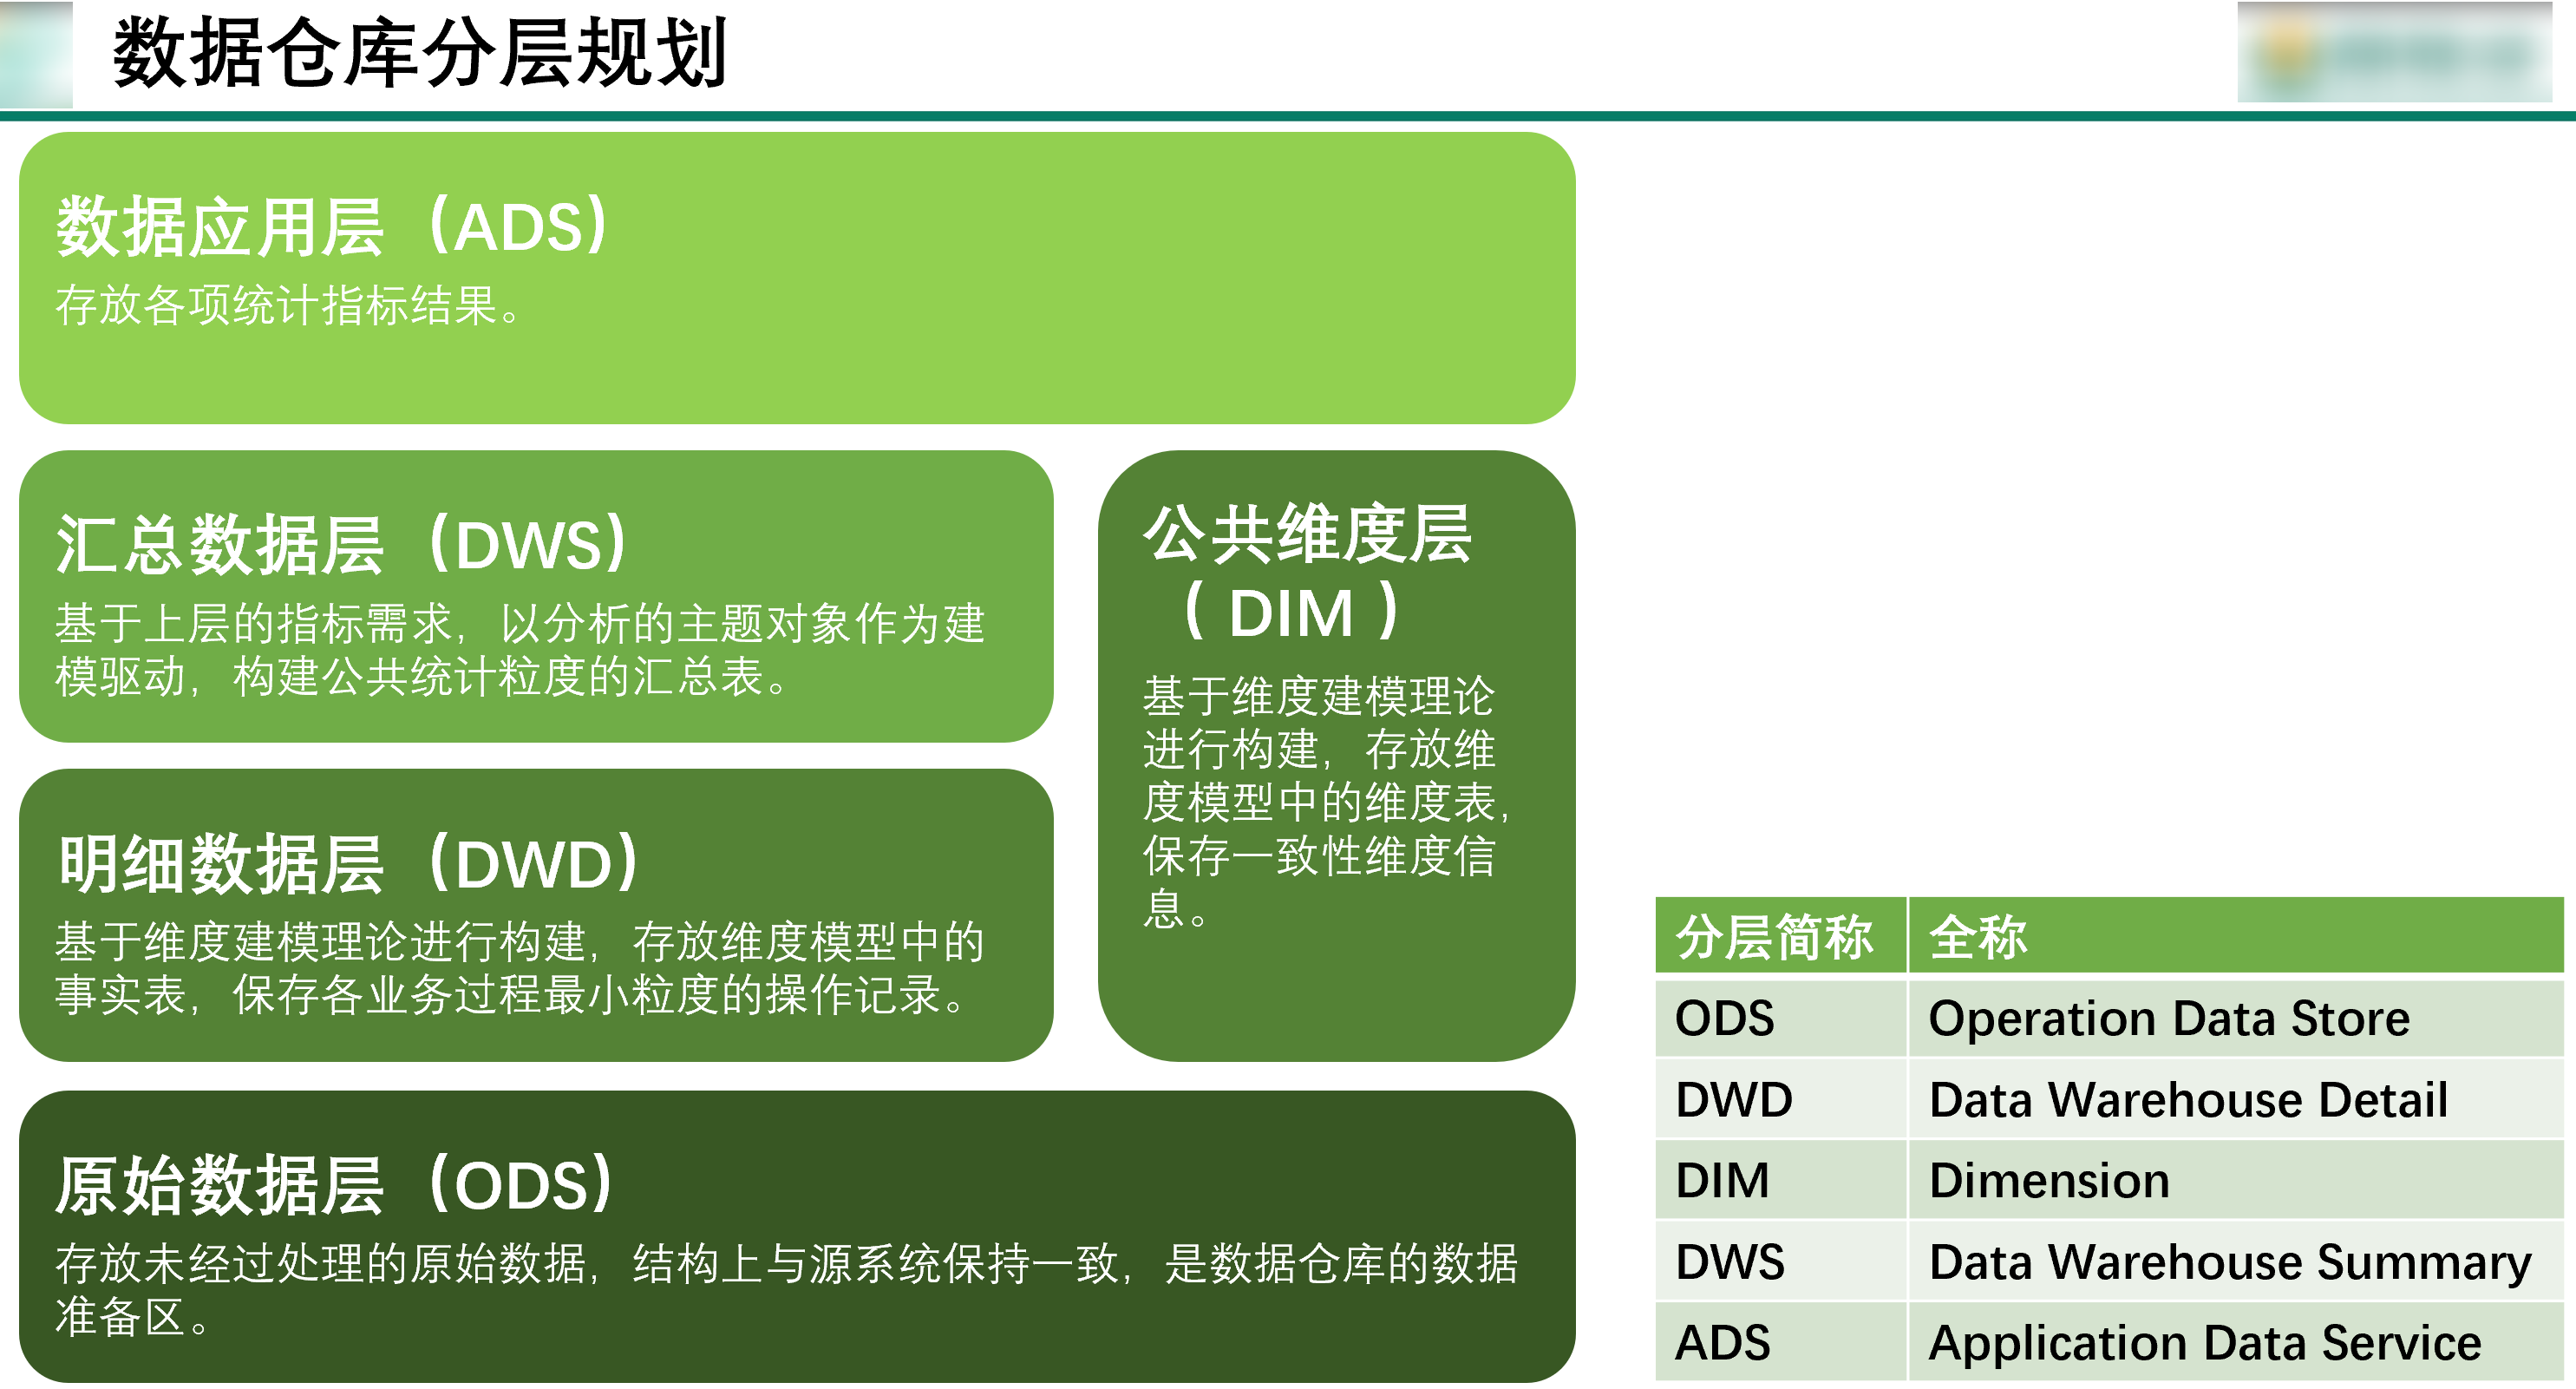 数据仓库分层规划
数据应用层（ADS）
存放各项统计指标结果。
汇总数据层（DWS）
基于上层的指标需求，以分析的主题对象作为建
模驱动，构建公共统计粒度的汇总表。
公共维度层
（ DIM ）
基于维度建模理论
进行构建，存放维
度模型中的维度表，
保存一致性维度信
息。
明细数据层（DWD）
基于维度建模理论进行构建，存放维度模型中的
事实表，保存各业务过程最小粒度的操作记录。
原始数据层（ODS）
存放未经过处理的原始数据，结构上与源系统保持一致，是数据仓库的数据
准备区。
分层简称 全称
ODS Operation Data Store
DWD Data Warehouse Detail
DIM Dimension
DWS Data Warehouse Summary
ADS Application Data Service